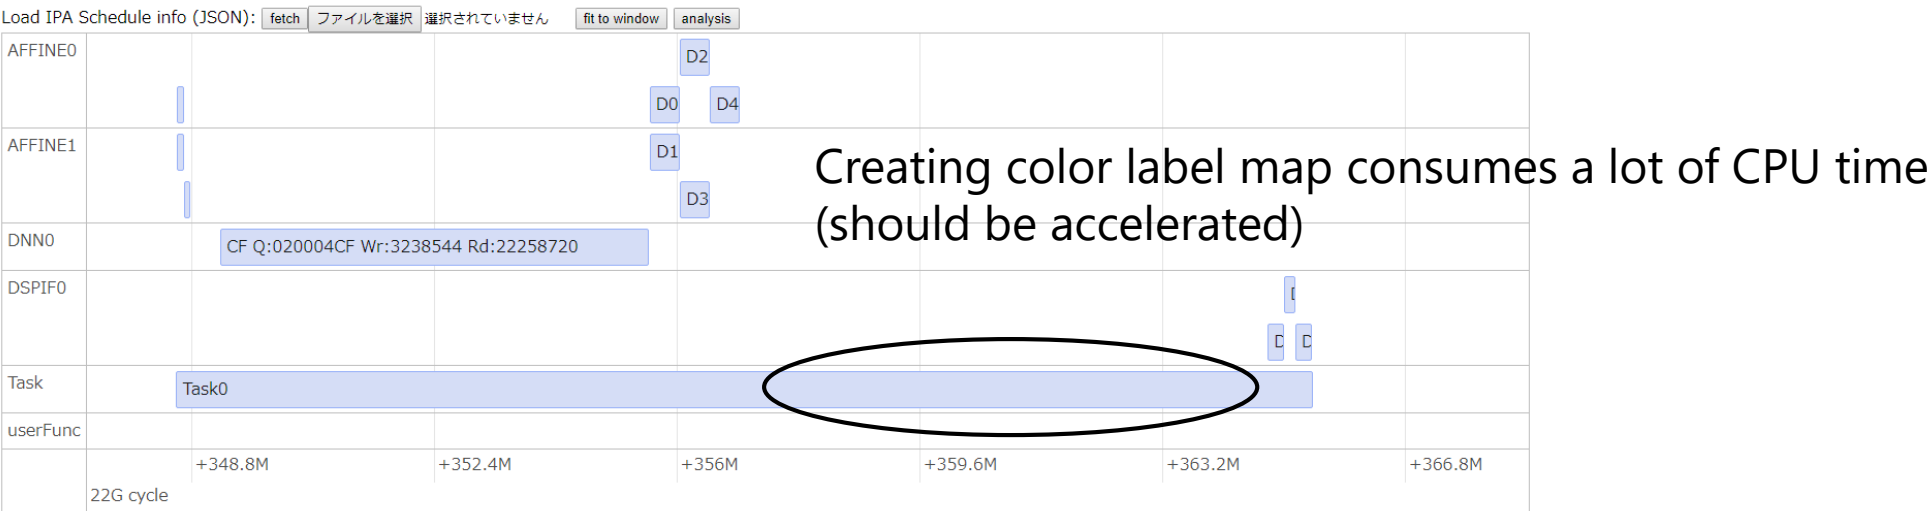 Load IPA Schedule info (JSON): fetch ファイルを選択 選択されていません fit to window analysis
AFFINE0
D2
D0 D4
AFFINE1
D1
D3
Creating color label map consumes a lot of CPU time
(should be accelerated)
DNN0
CF Q:020004CF Wr:3238544 Rd:22258720
DSPIF0
Task
Task0
userFunc
+348.8M +352.4M +356M +359.6M +363.2M +366.8M
22G cycle